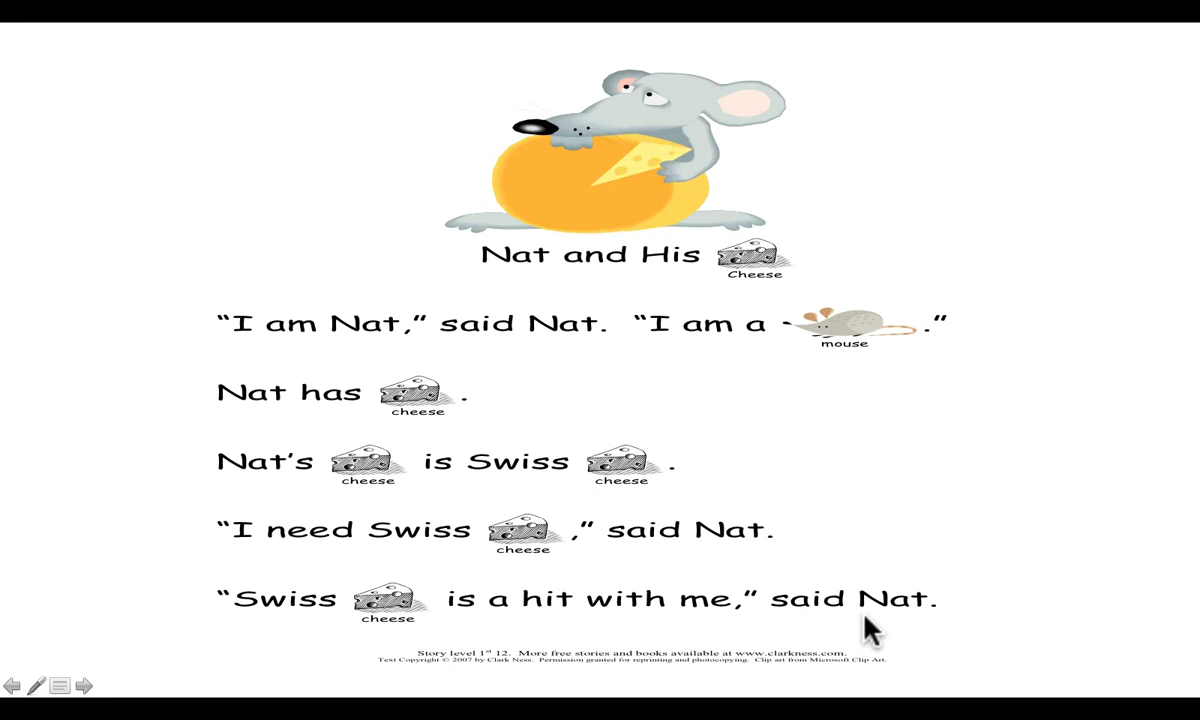 Nat and His
Cheese
“I am Nat,” said Nat. “I am a .”
mouse
Nat has .
cheese
Nat’s is Swiss .
cheese cheese
“I need Swiss ,” said Nat.
cheese
“Swiss is a hit with me,” said Nat.
cheese
Story level 1st 12. More free stories and books available at www.clarkness.com.
Text Copyright © 2007 by Clark Ness. Permission granted for reprinting and photocopying. Clip art from Microsoft Clip Art.